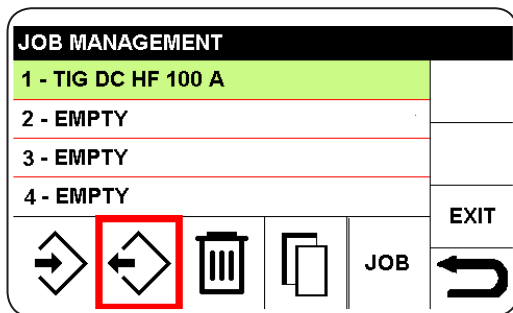 JOB MANAGEMENT
1 - TIG DC HF 100 A
2 - EMPTY
3 - EMPTY
4 - EMPTY
EXIT
JOB